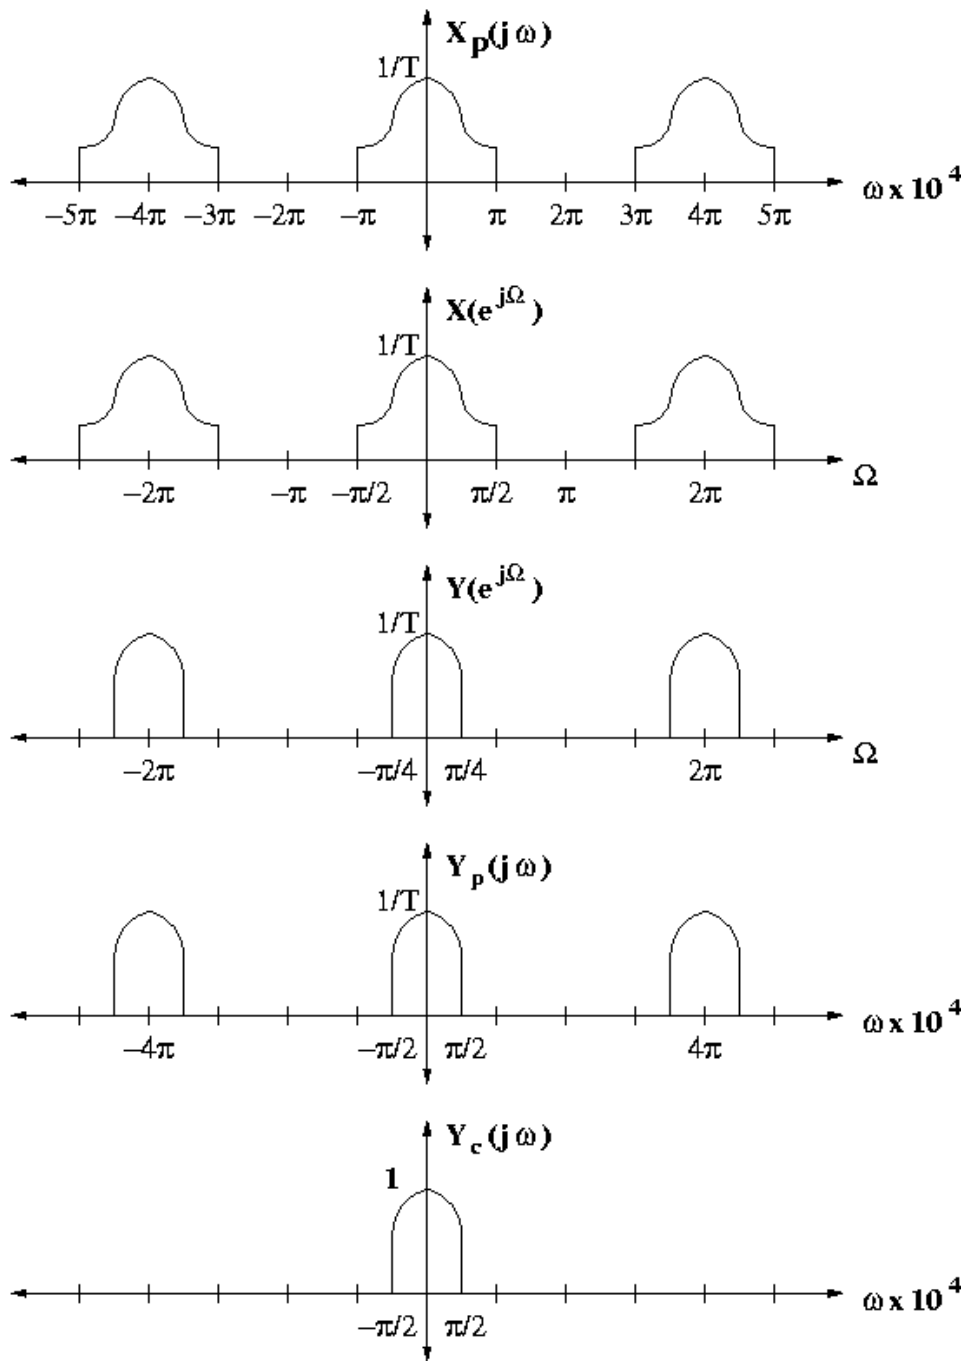 X_p(jω)
1/T
−5π −4π −3π −2π −π π 2π 3π 4π 5π ω x 10^4
X(e^{jΩ})
1/T
−2π −π −π/2 π/2 π 2π Ω
Y(e^{jΩ})
1/T
−2π −π/4 π/4 2π Ω
Y_p(jω)
1/T
−4π −π/2 π/2 4π ω x 10^4
Y_c(jω)
1
−π/2 π/2 ω x 10^4